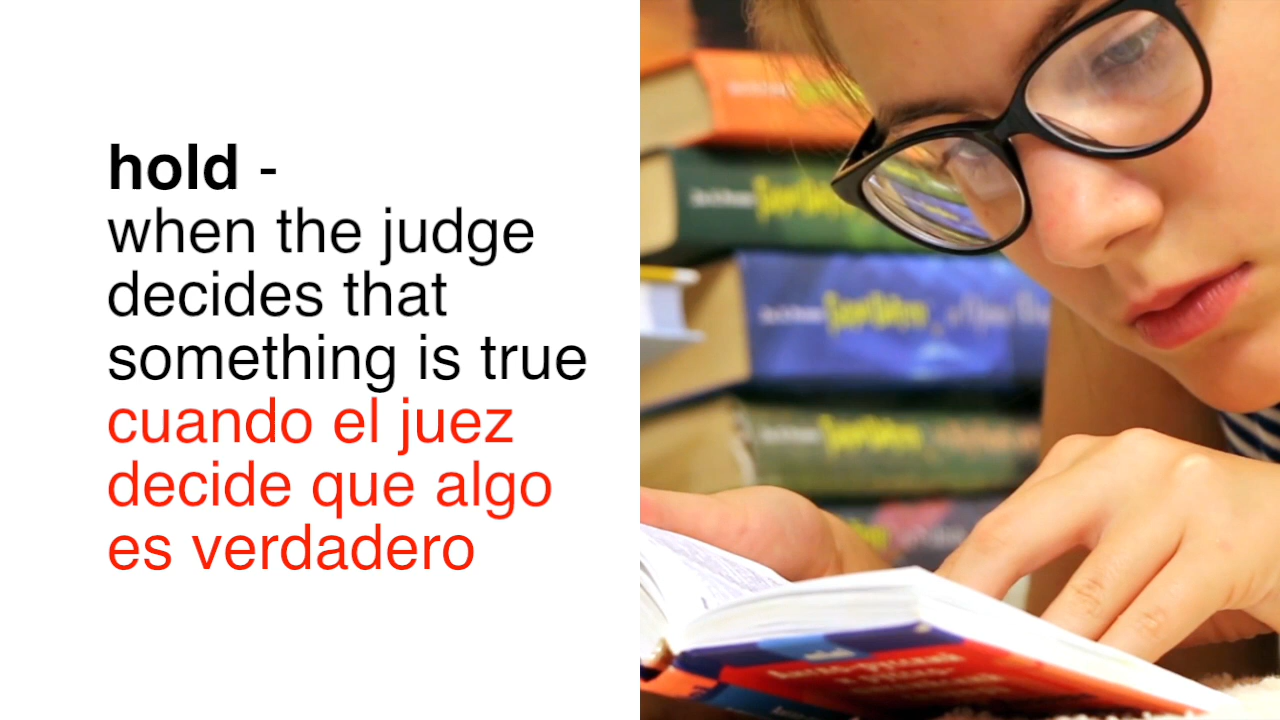 hold -
when the judge
decides that
something is true
cuando el juez
decide que algo
es verdadero